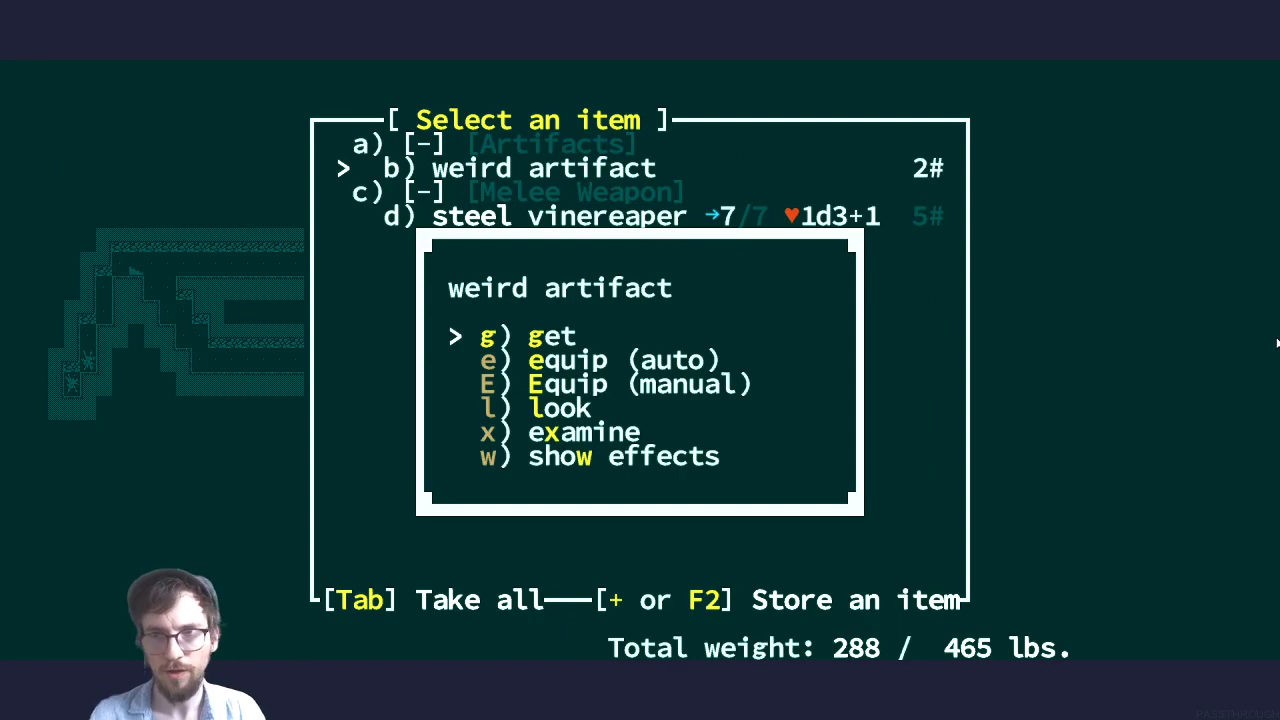 [ Select an item ]
a) [-] [Artifacts]
> b) weird artifact 2#
c) [-] [Melee Weapon]
d) steel vinereaper →7/7 ♥1d3+1 5#
weird artifact
> g) get
e) equip (auto)
E) Equip (manual)
l) look
x) examine
w) show effects
[Tab] Take all [+ or F2] Store an item
Total weight: 288 / 465 lbs.
PASSTHROUGH